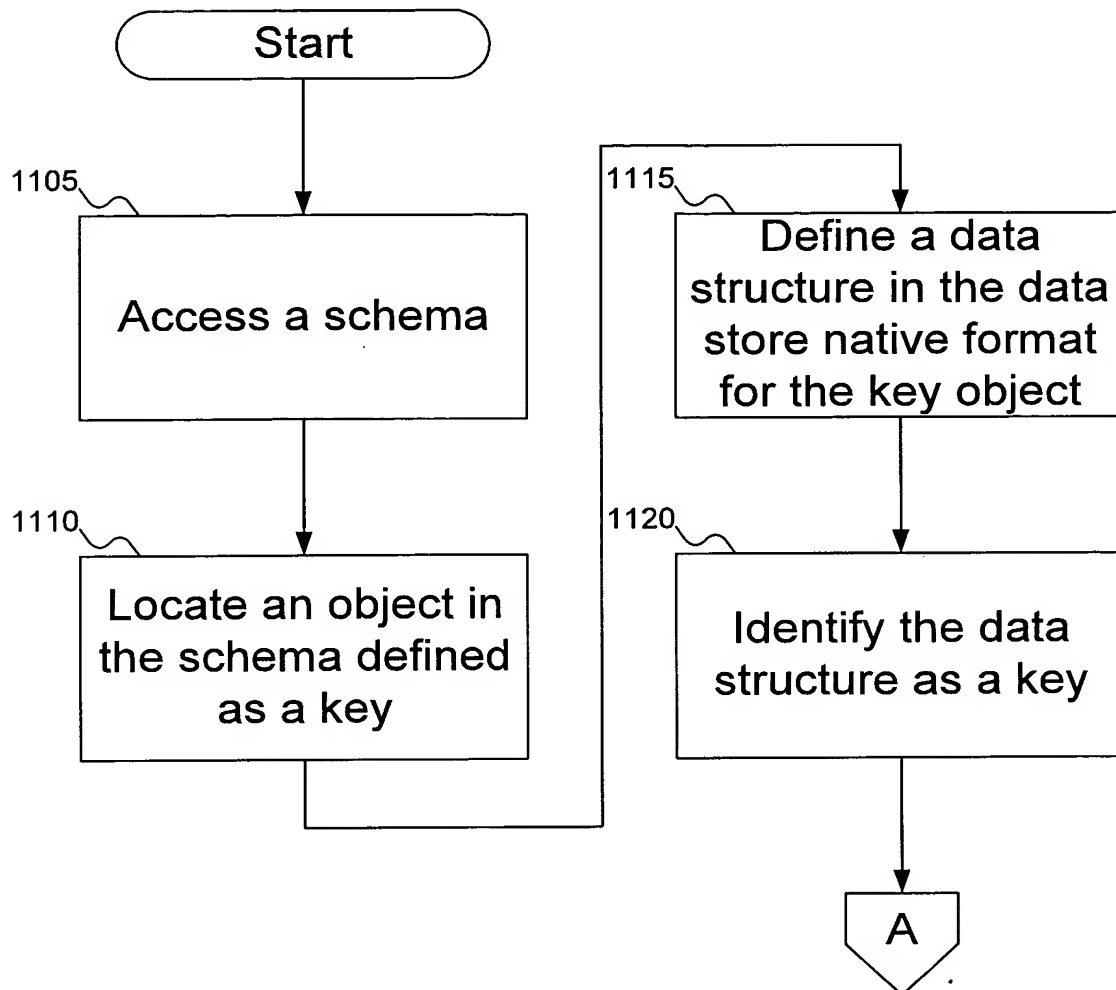 Start
1105
Access a schema
1110
Locate an object in
the schema defined
as a key
1115
Define a data
structure in the data
store native format
for the key object
1120
Identify the data
structure as a key
A